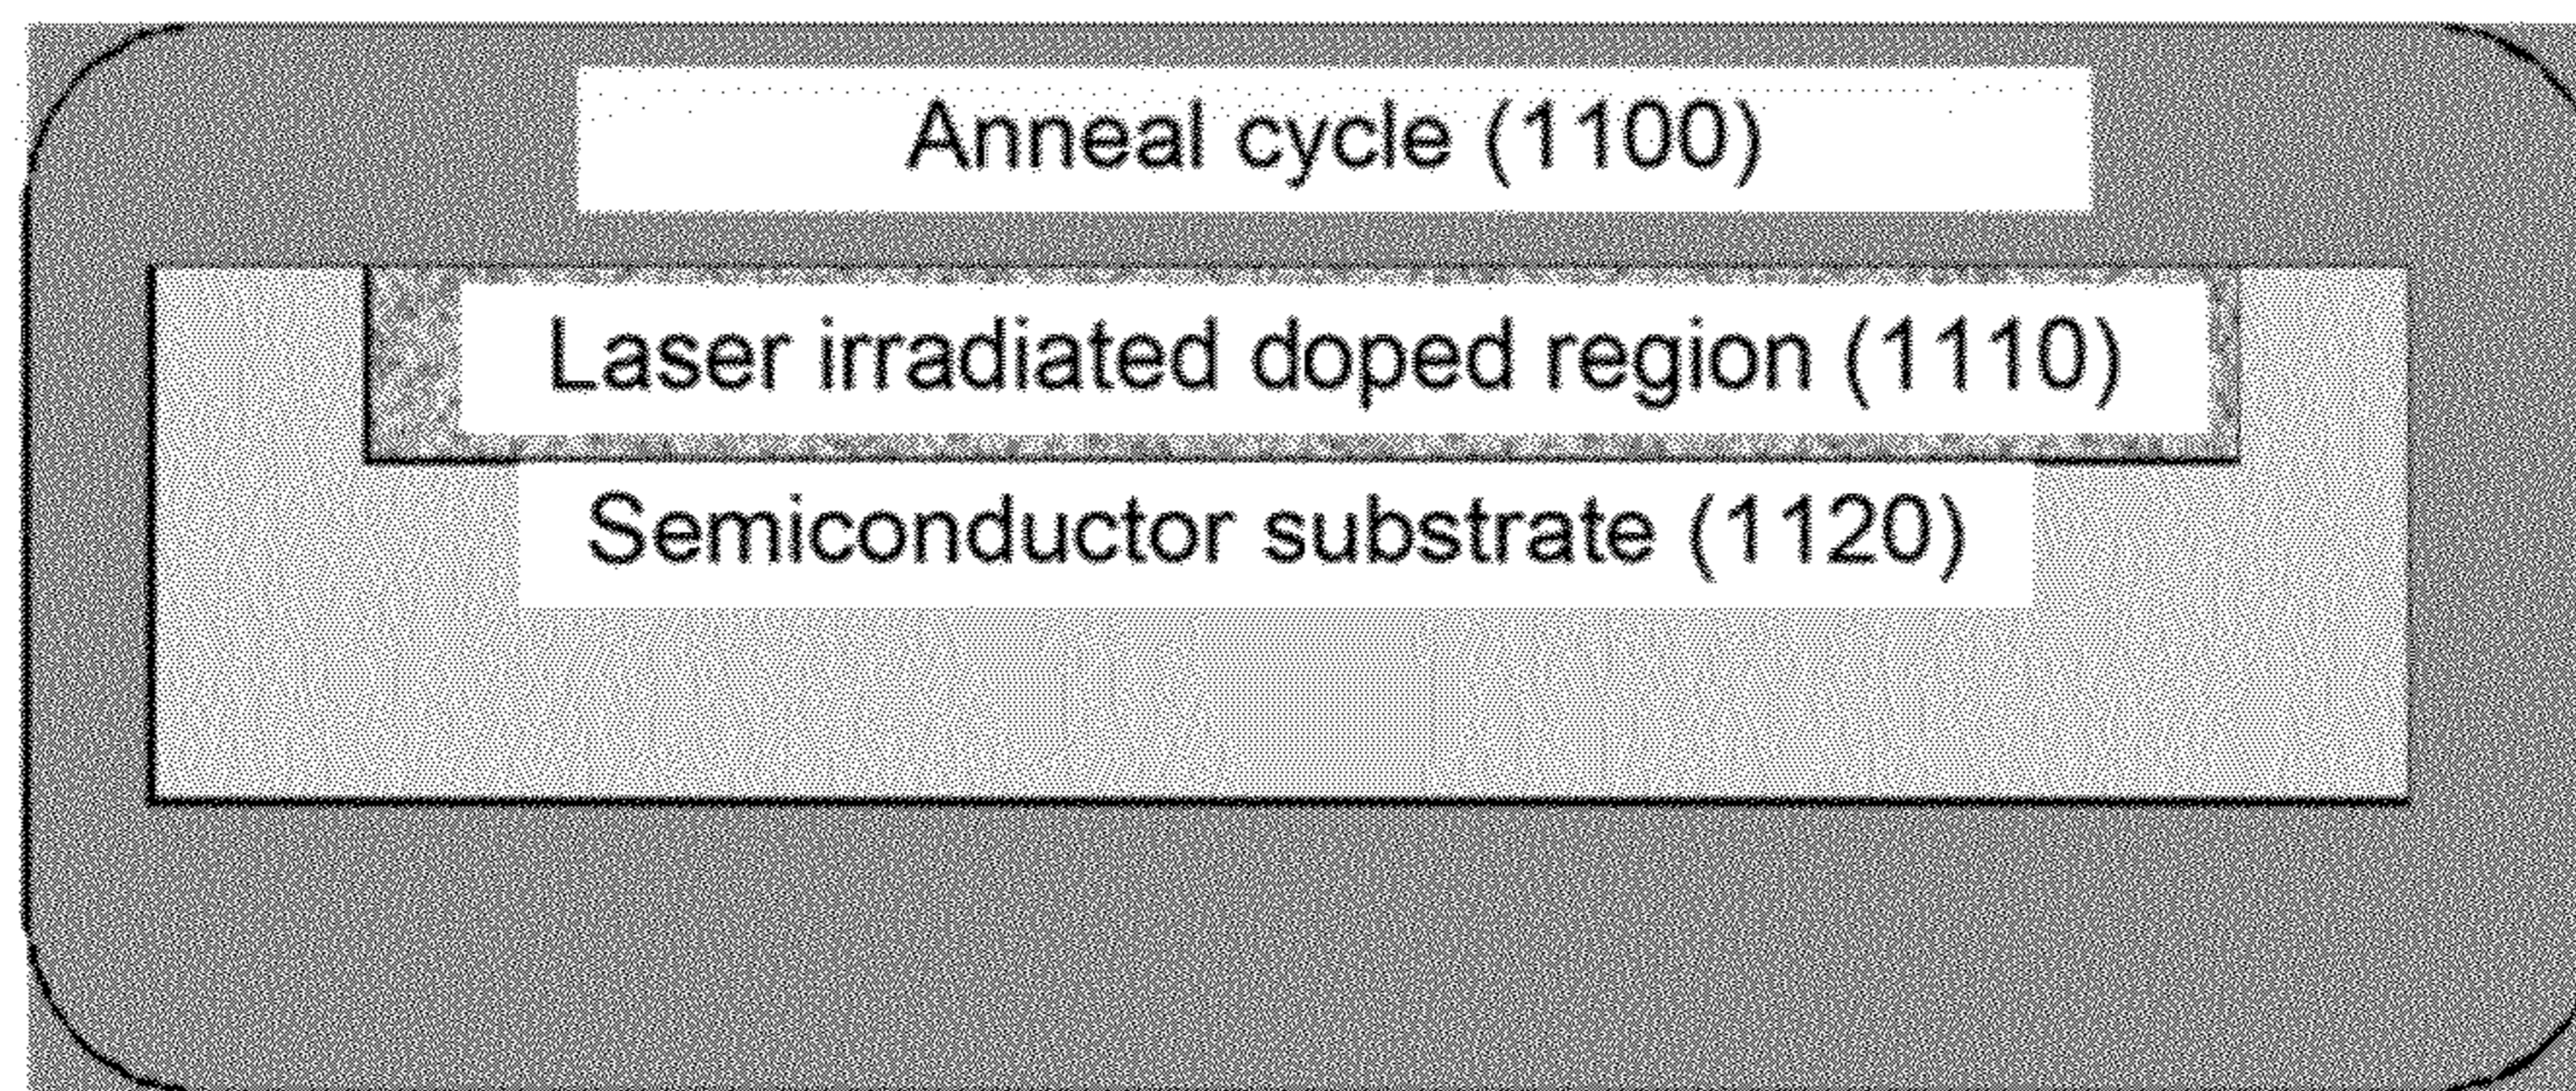 Anneal cycle (1100)
Laser irradiated doped region (1110)
Semiconductor substrate (1120)